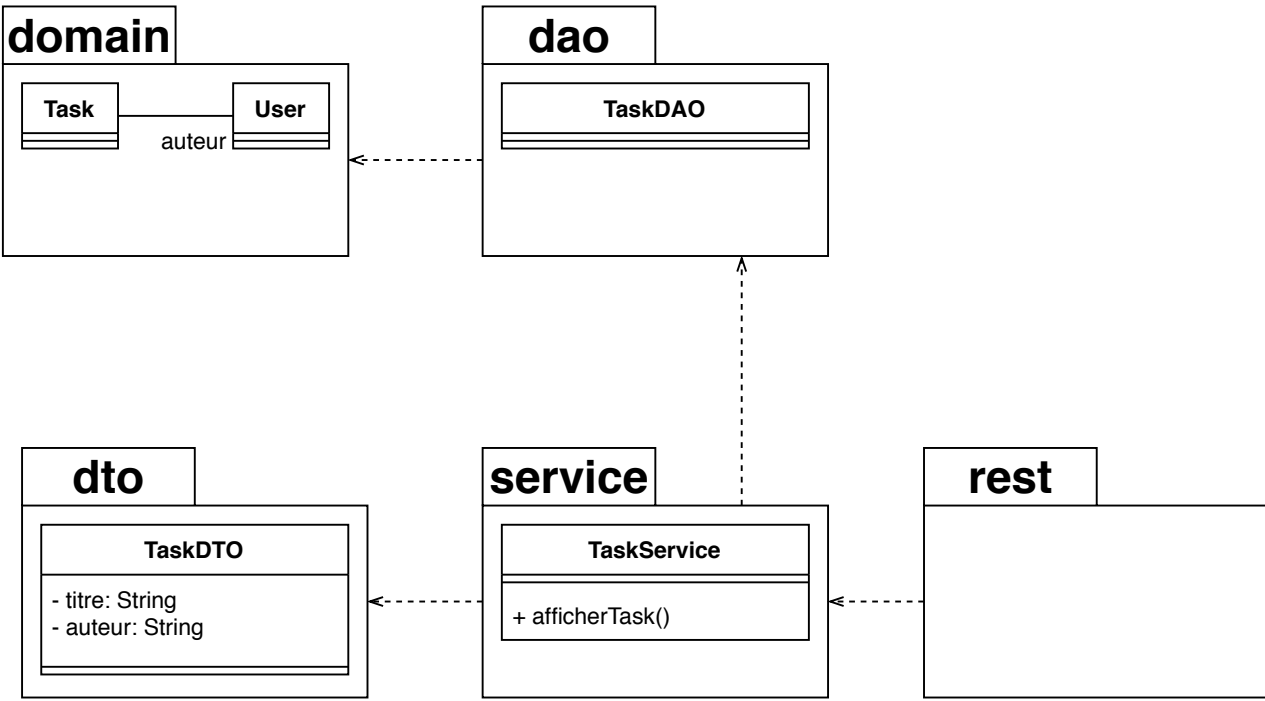 domain
Task
User
auteur
dao
TaskDAO
dto
TaskDTO
- titre: String
- auteur: String
service
TaskService
+ afficherTask()
rest